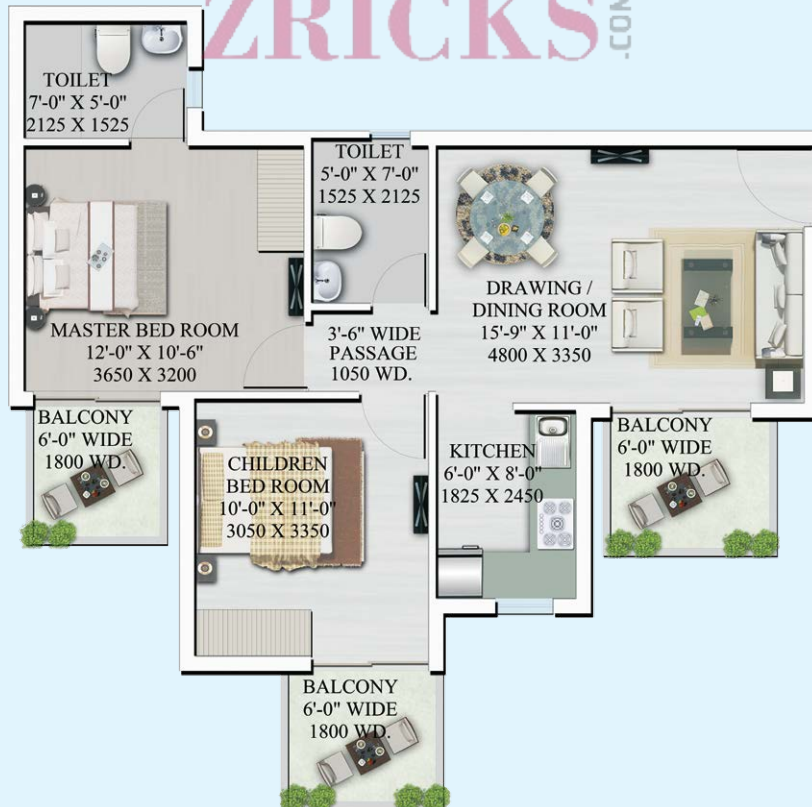 ZRICKS.COM
TOILET
7'-0" X 5'-0"
2125 X 1525
TOILET
5'-0" X 7'-0"
1525 X 2125
MASTER BED ROOM
12'-0" X 10'-6"
3650 X 3200
3'-6" WIDE
PASSAGE
1050 WD.
DRAWING /
DINING ROOM
15'-9" X 11'-0"
4800 X 3350
BALCONY
6'-0" WIDE
1800 WD.
CHILDREN
BED ROOM
10'-0" X 11'-0"
3050 X 3350
KITCHEN
6'-0" X 8'-0"
1825 X 2450
BALCONY
6'-0" WIDE
1800 WD.
BALCONY
6'-0" WIDE
1800 WD.